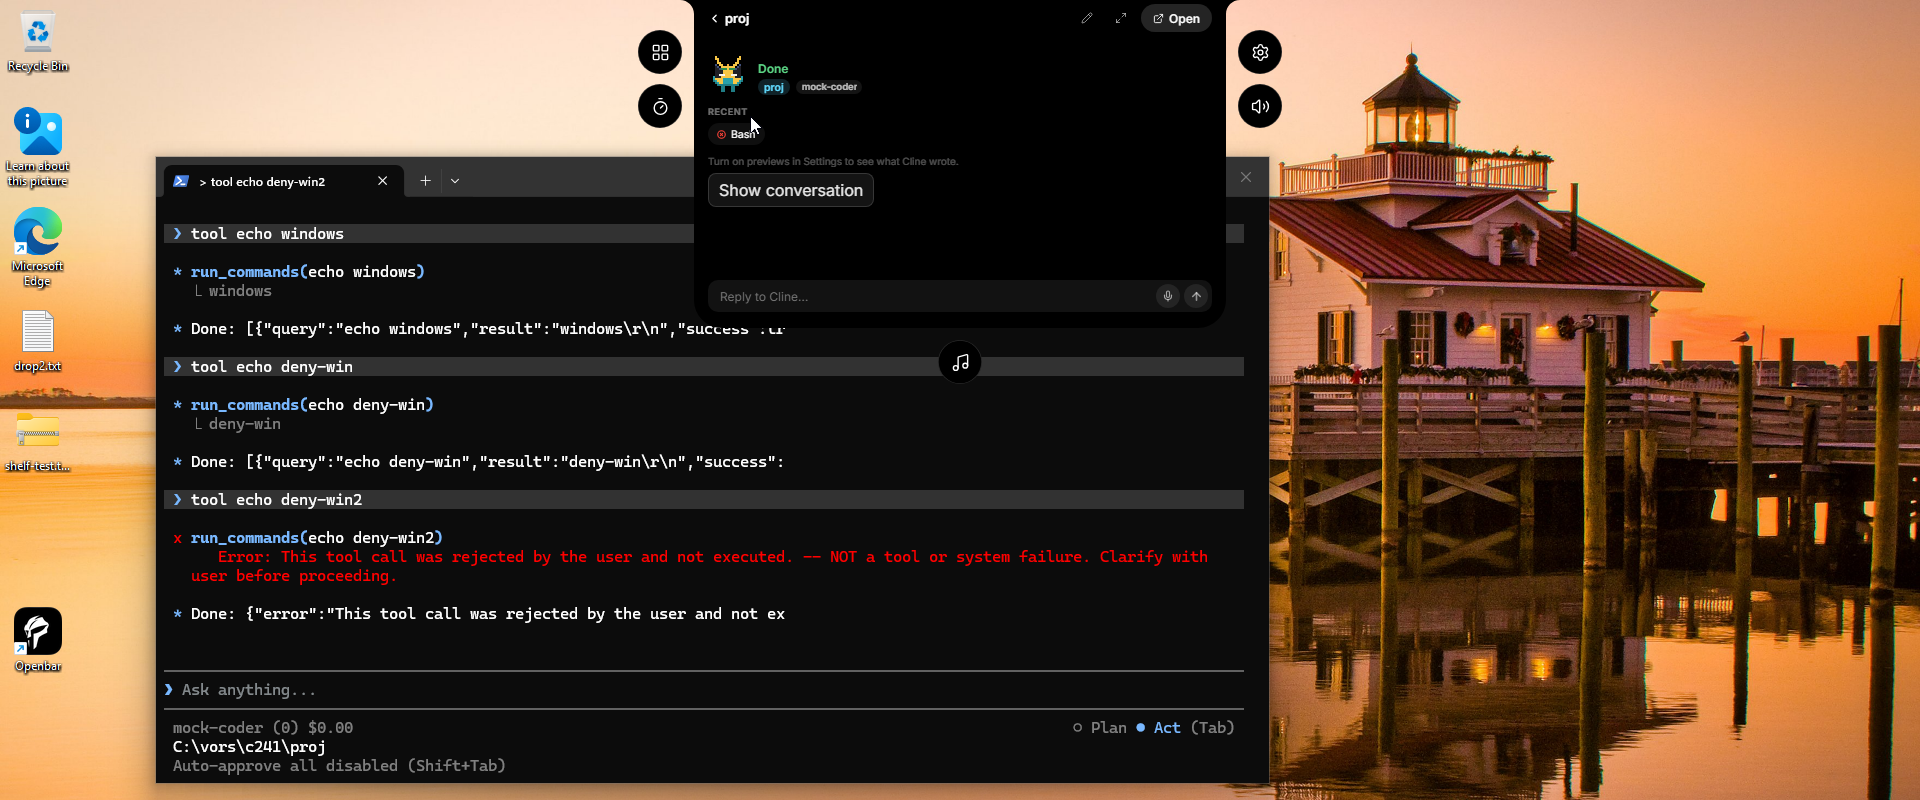 Recycle Bin
Learn about
this picture
Microsoft
Edge
drop2.txt
shelf-test.t...
Openbar
proj
Open
Done
proj
mock-coder
RECENT
Bash
Turn on previews in Settings to see what Cline wrote.
Show conversation
Reply to Cline...
> tool echo deny-win2
❯ tool echo windows
* run_commands(echo windows)
└ windows
* Done: [{"query":"echo windows","result":"windows\r\n","success":tr
❯ tool echo deny-win
* run_commands(echo deny-win)
└ deny-win
* Done: [{"query":"echo deny-win","result":"deny-win\r\n","success":
❯ tool echo deny-win2
x run_commands(echo deny-win2)
Error: This tool call was rejected by the user and not executed. -- NOT a tool or system failure. Clarify with
user before proceeding.
* Done: {"error":"This tool call was rejected by the user and not ex
❯ Ask anything...
mock-coder (0) $0.00
○ Plan ● Act (Tab)
C:\vors\c241\proj
Auto-approve all disabled (Shift+Tab)